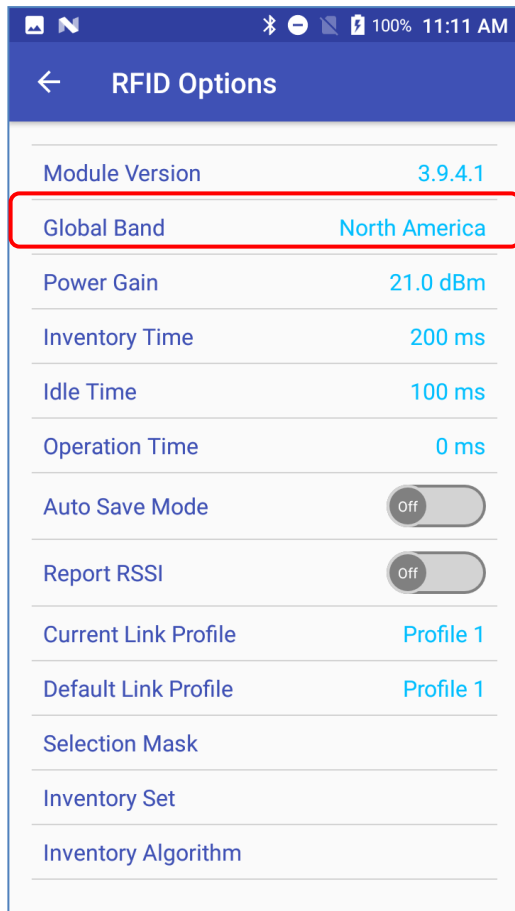 100% 11:11 AM
RFID Options
Module Version 3.9.4.1
Global Band North America
Power Gain 21.0 dBm
Inventory Time 200 ms
Idle Time 100 ms
Operation Time 0 ms
Auto Save Mode Off
Report RSSI Off
Current Link Profile Profile 1
Default Link Profile Profile 1
Selection Mask
Inventory Set
Inventory Algorithm